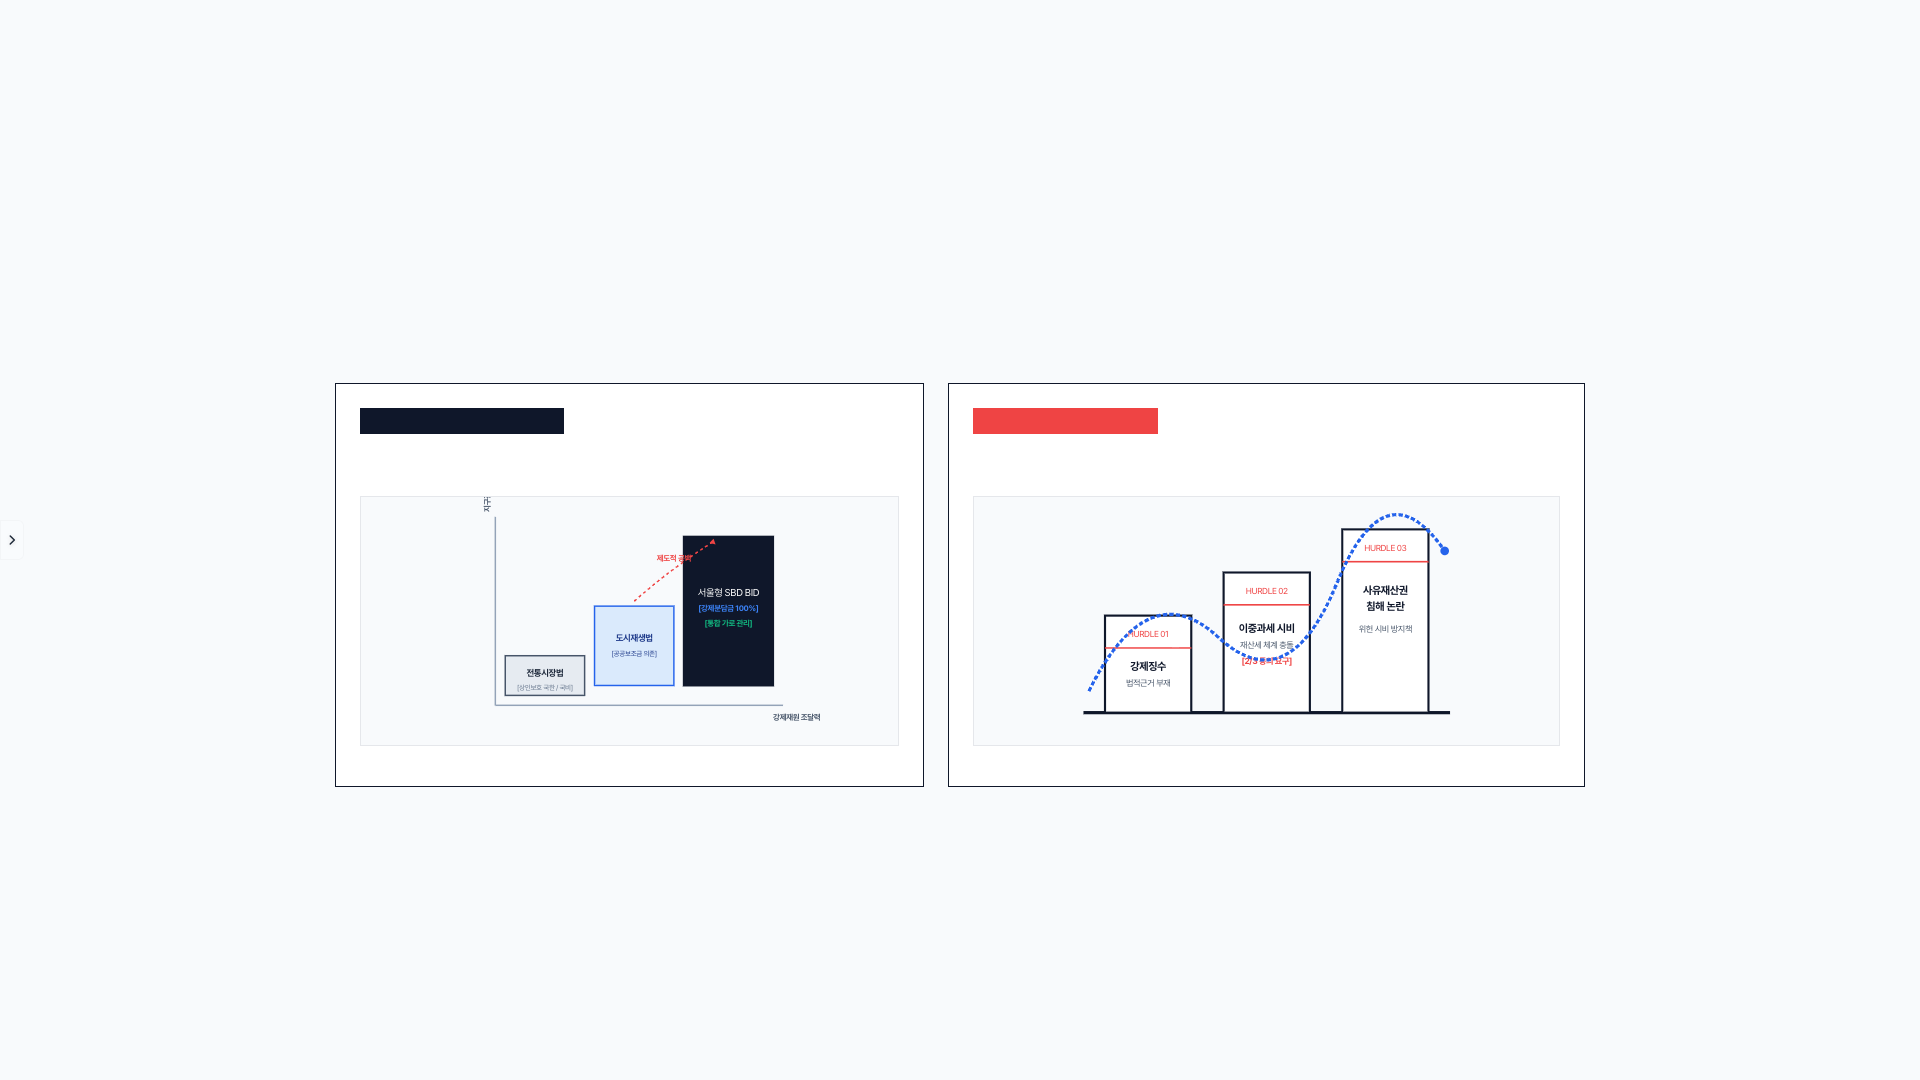 제도적
서울형 SBD BID
[강제분담금 100%]
[통합 가로 관리]
도시재생법
[공공보조금 의존]
전통시장법
[상인보호 국한 / 국비]
강제재원 조달력
HURDLE 01
강제징수
법적근거 부재
HURDLE 02
이중과세 시비
재산세 체계 충돌
HURDLE 03
사유재산권
침해 논란
위헌 시비 방지책